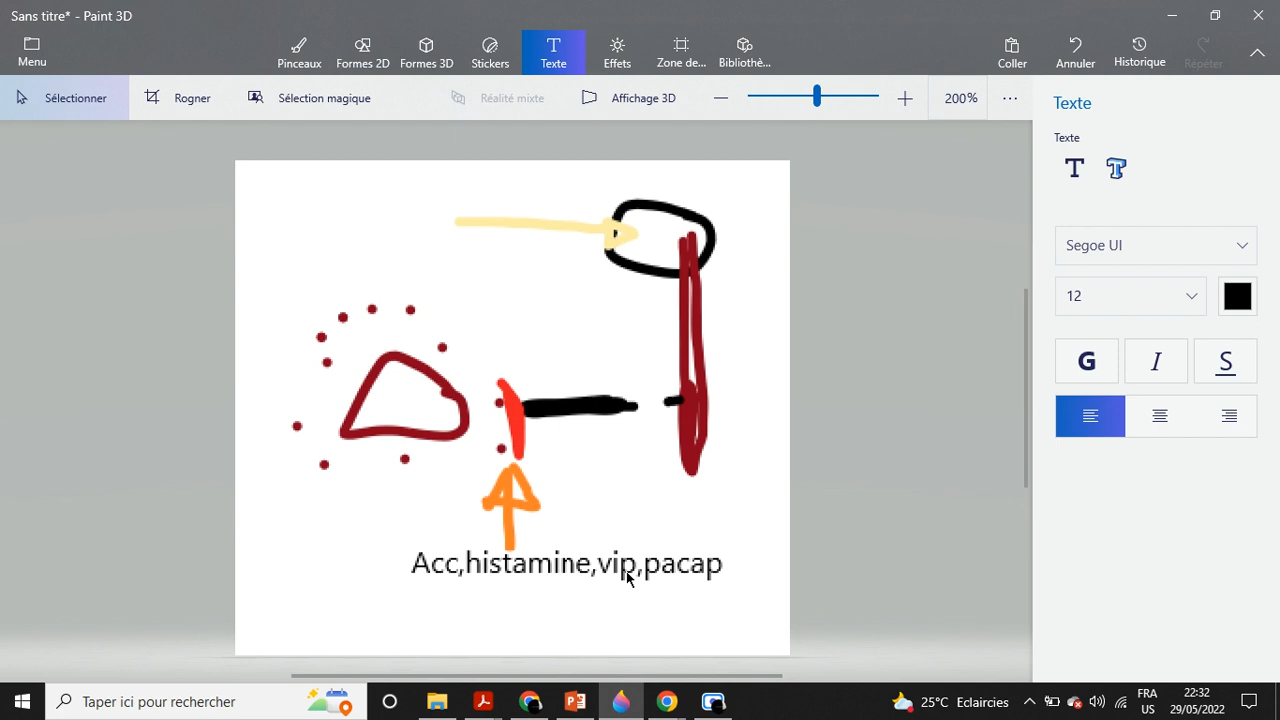 Sans titre* - Paint 3D
Menu
Pinceaux
Formes 2D
Formes 3D
Stickers
Texte
Effets
Zone de...
Bibliothè...
Coller
Annuler
Historique
Répéter
Sélectionner
Rogner
Sélection magique
Réalité mixte
Affichage 3D
200%
Texte
Texte
T T
Segoe UI
12
G I S
Acc,histamine,vip,pacap
Taper ici pour rechercher
25°C Eclaircies
FRA
US
22:32
29/05/2022